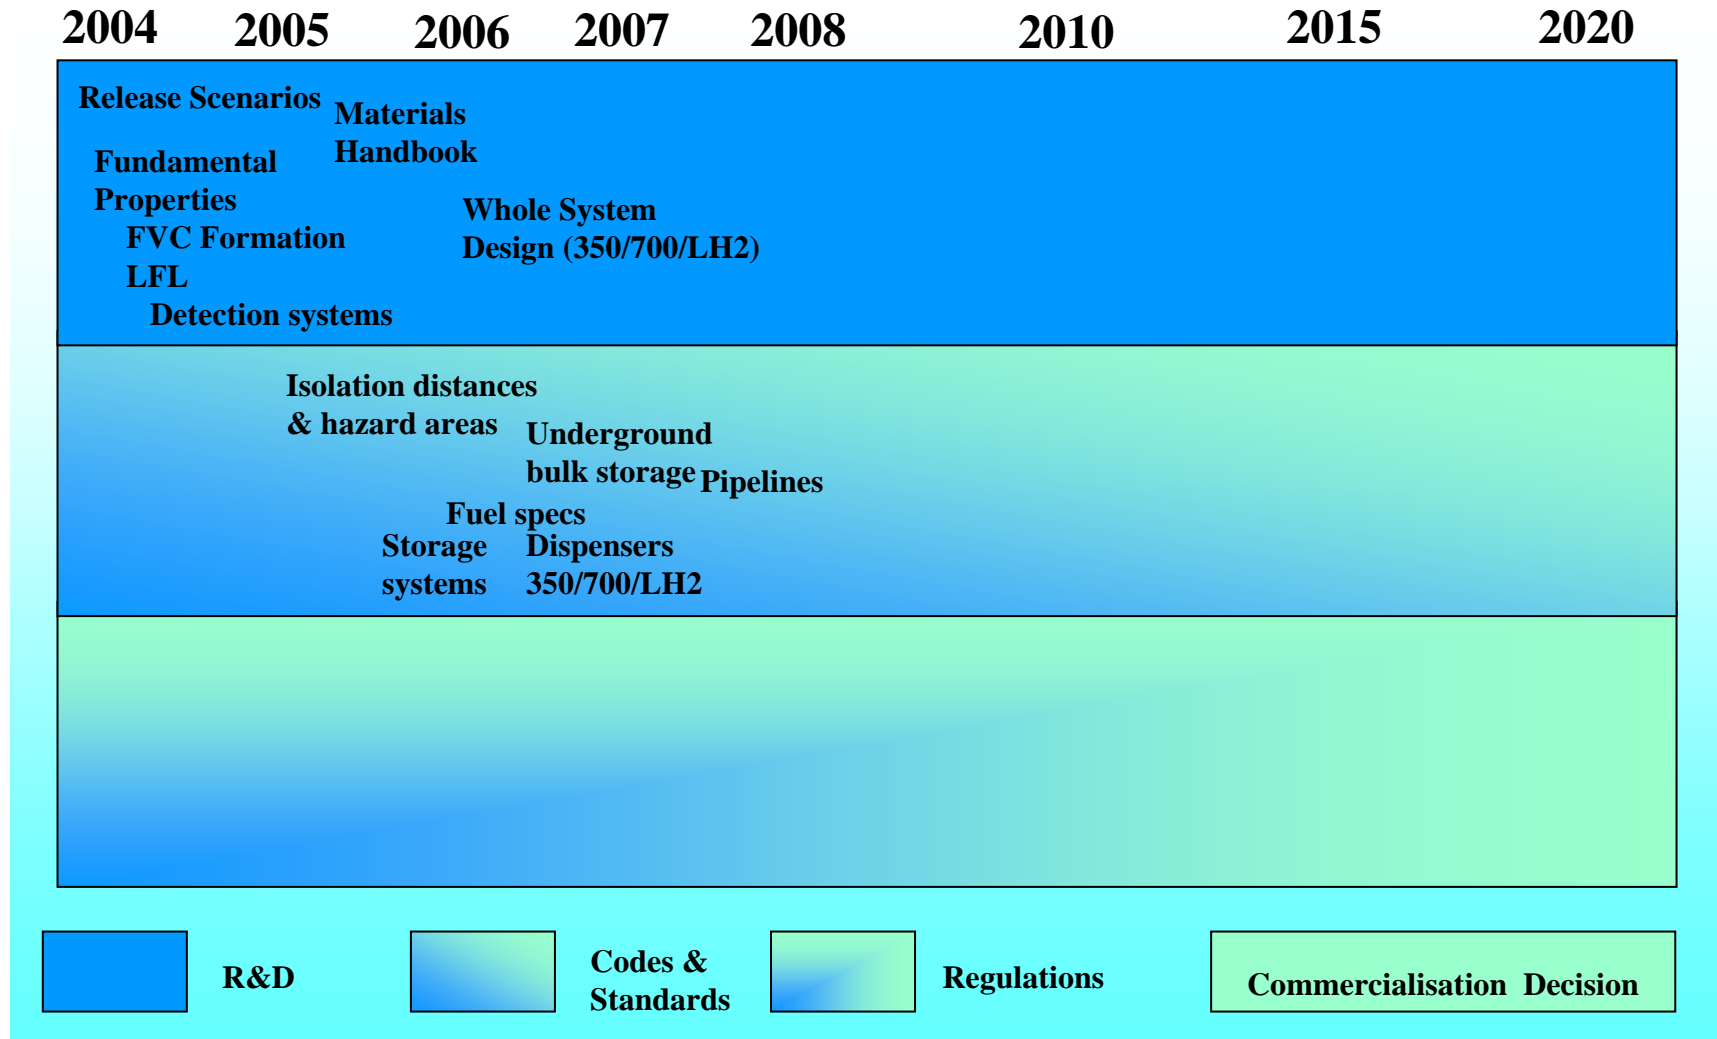 2004 2005 2006 2007 2008 2010 2015 2020
Release Scenarios
Materials
Handbook
Fundamental
Properties
FVC Formation
LFL
Detection systems
Whole System
Design (350/700/LH2)
Isolation distances
& hazard areas
Underground
bulk storage
Pipelines
Fuel specs
Storage
systems
Dispensers
350/700/LH2
R&D
Codes &
Standards
Regulations
Commercialisation Decision